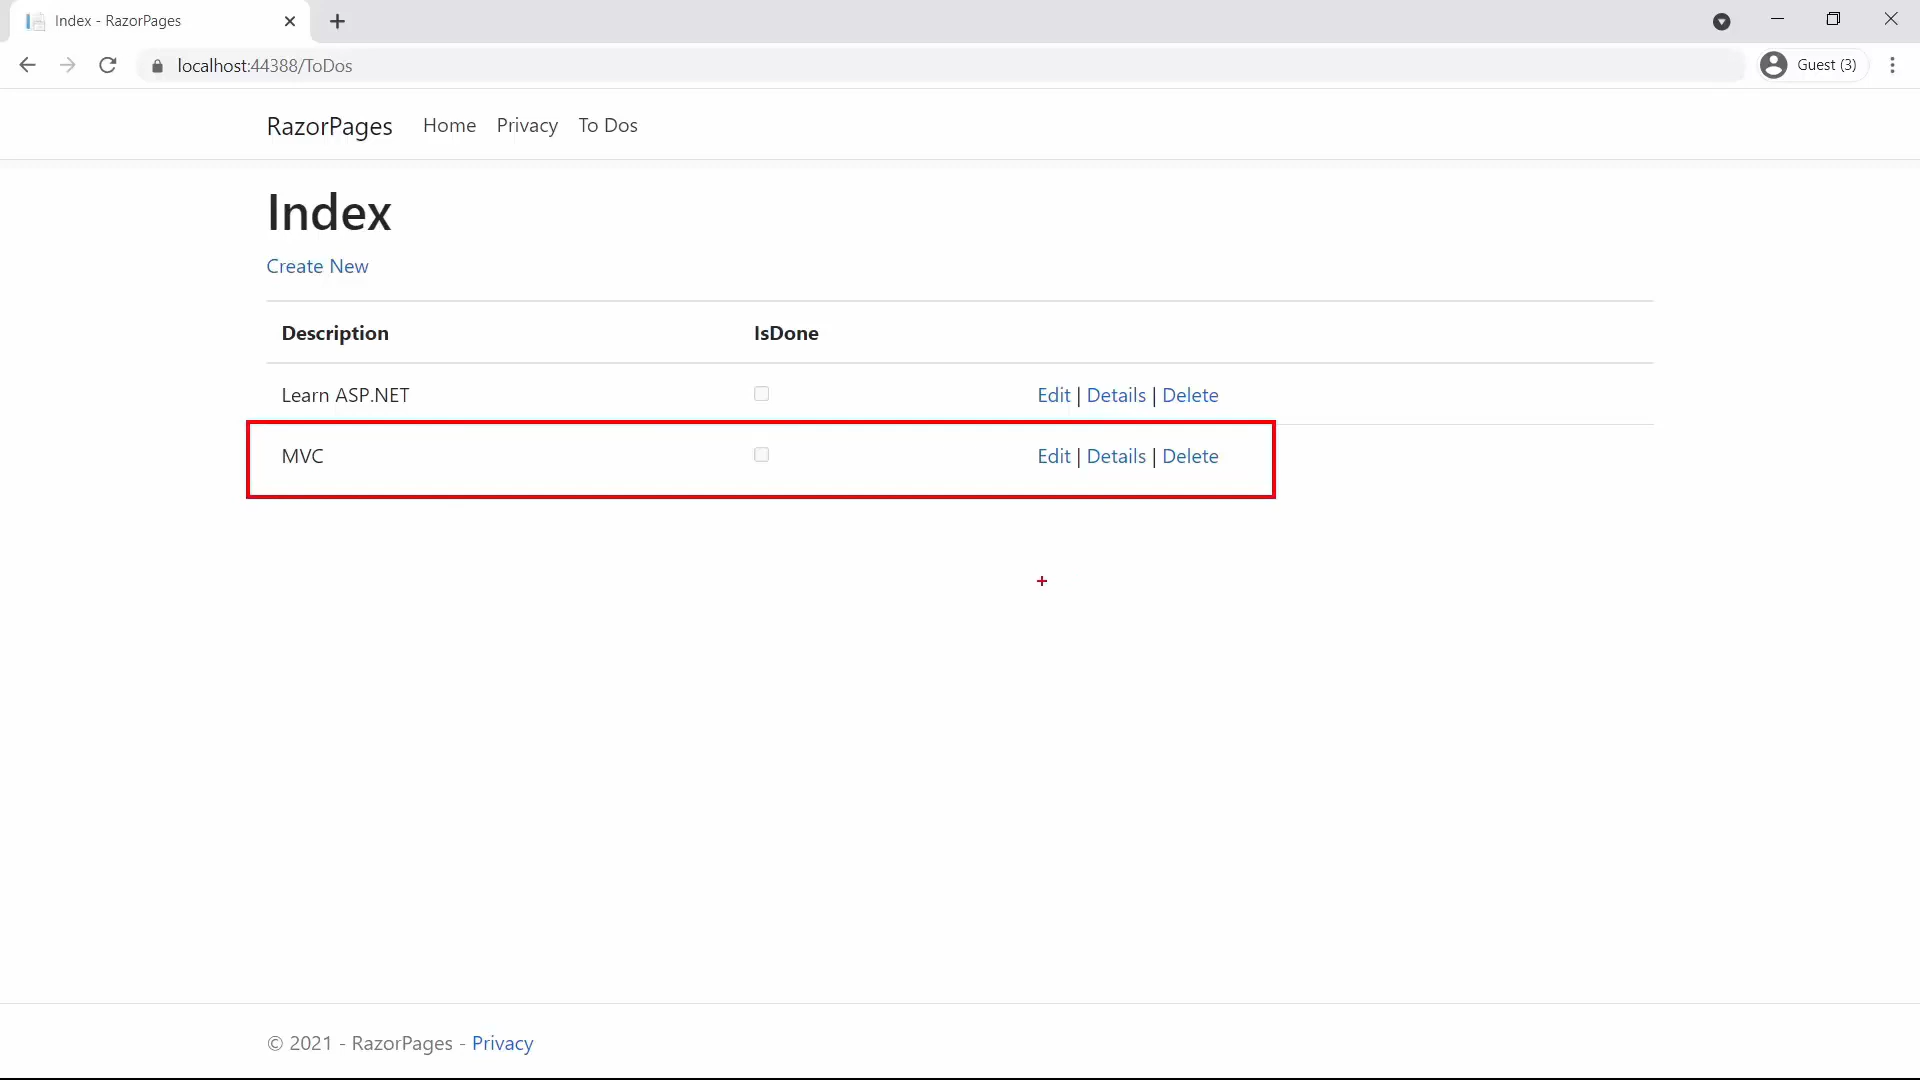 Index - RazorPages
localhost:44388/ToDos
Guest (3)
RazorPages Home Privacy To Dos
Index
Create New
Description IsDone
Learn ASP.NET Edit | Details | Delete
MVC Edit | Details | Delete
© 2021 - RazorPages - Privacy